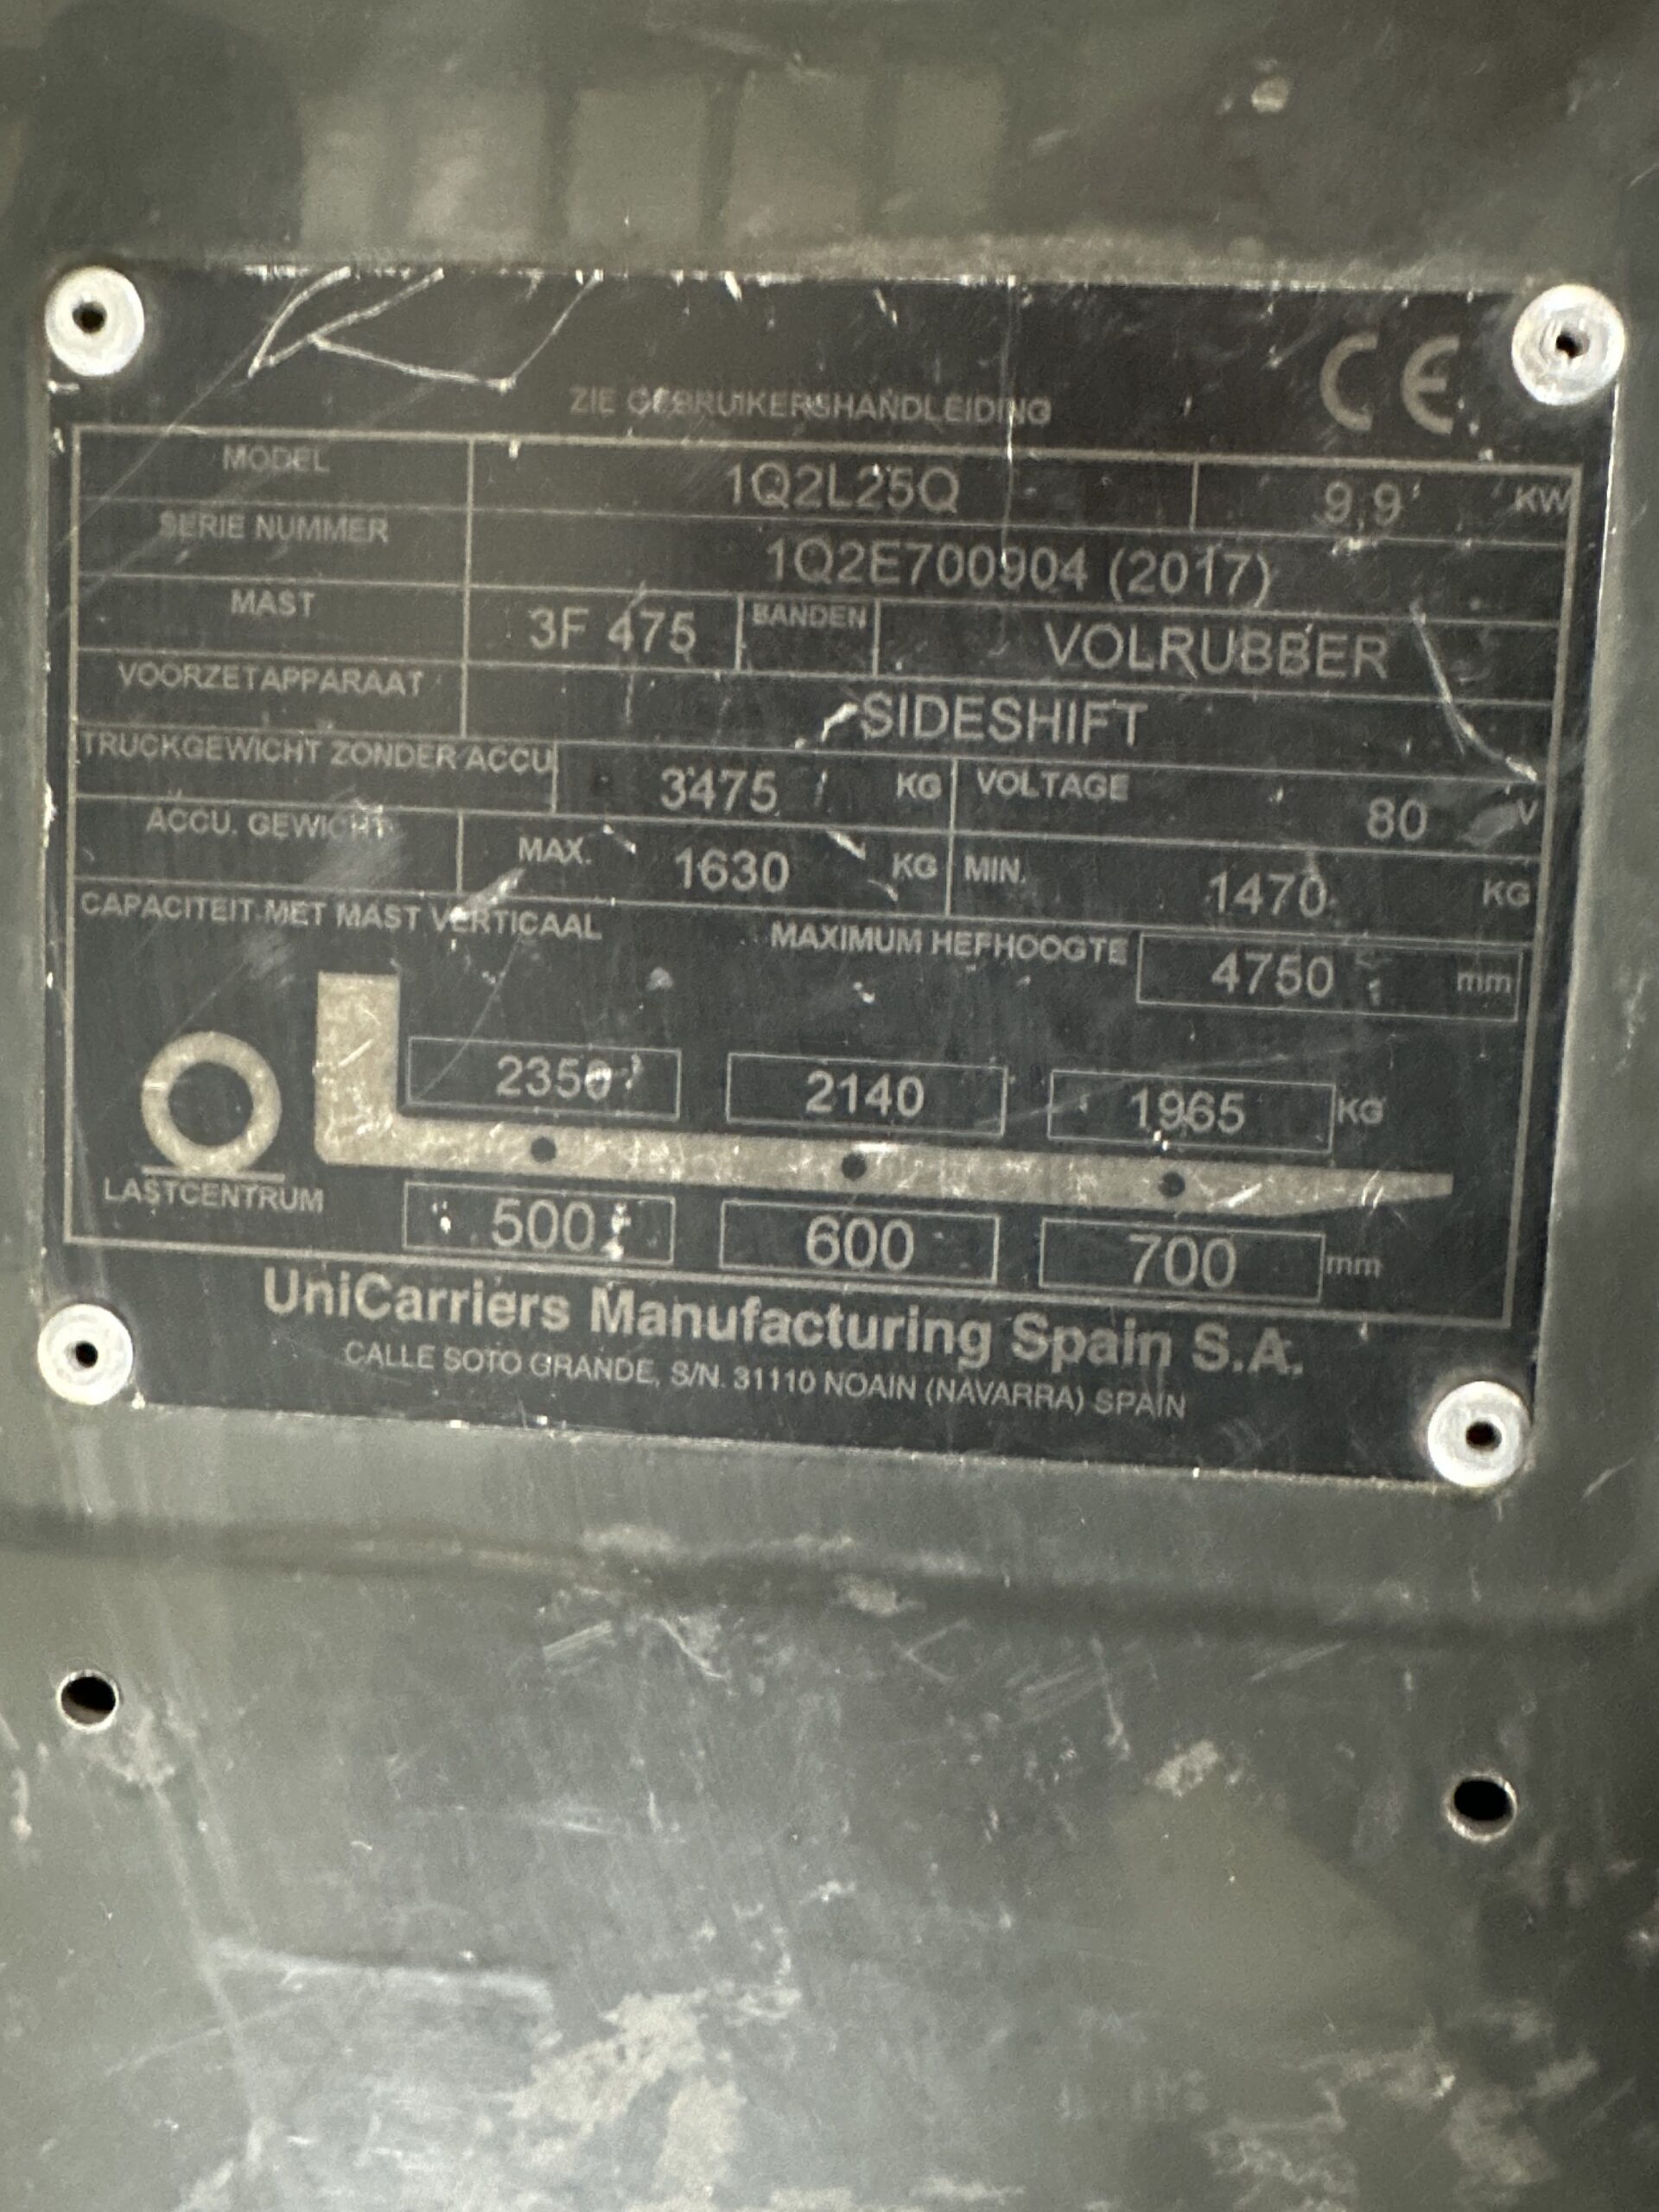 CE
ZIE GEBRUIKERSHANDLEIDING
MODEL 1Q2L25Q 9,9 KW
SERIE NUMMER 1Q2E700904 (2017)
MAST 3F 475 BANDEN VOLRUBBER
VOORZETAPPARAAT SIDESHIFT
TRUCKGEWICHT ZONDER ACCU 3475 KG VOLTAGE 80 V
ACCU. GEWICHT MAX. 1630 KG MIN. 1470 KG
CAPACITEIT MET MAST VERTICAAL MAXIMUM HEFHOOGTE 4750 mm
2350 2140 1965 KG
LASTCENTRUM 500 600 700 mm
UniCarriers Manufacturing Spain S.A.
CALLE SOTO GRANDE, S/N. 31110 NOAIN (NAVARRA) SPAIN